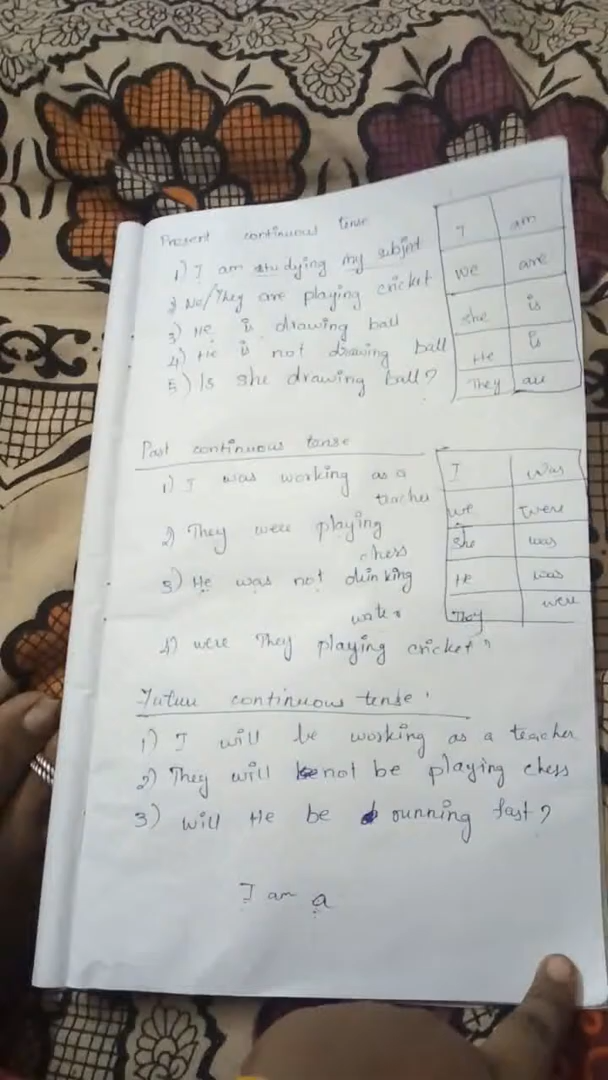 Present continuous tense
1) I am studying my subject
2) We/They are playing cricket
3) He is drawing ball
4) He is not drawing ball
5) Is she drawing ball?
I am
we are
she is
He is
They are
Past continuous tense
1) I was working as a
teacher
2) They were playing
chess
3) He was not drinking
water
4) were They playing cricket?
I was
we were
She was
He was
They were
Future continuous tense
1) I will be working as a teacher
2) They will not be playing chess
3) will He be running fast?
I am a